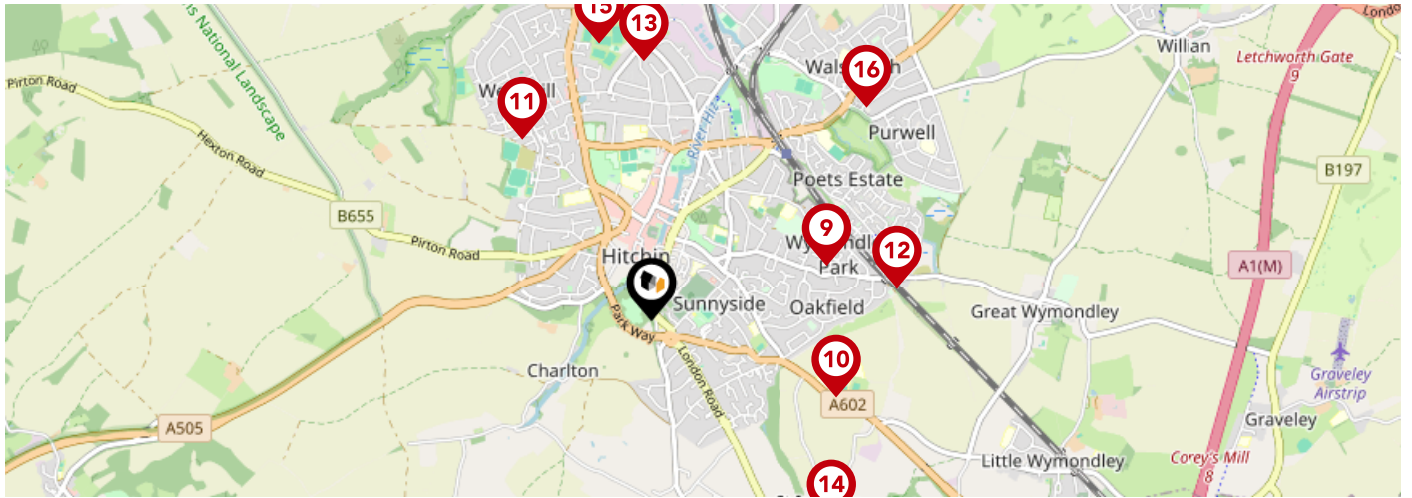 15
13
London
Willian
Letchworth Gate
9
16
Pirton Road
National Landscape
11
River Hiz
Purwell
Hexton Road
B197
Poets Estate
B655
9
12
Pirton Road
Hitchin
Park
A1(M)
Sunnyside
Oakfield
Great Wymondley
Park Way
10
Charlton
London Road
Graveley
Airstrip
A602
A505
Graveley
Little Wymondley
Corey's Mill
8
14